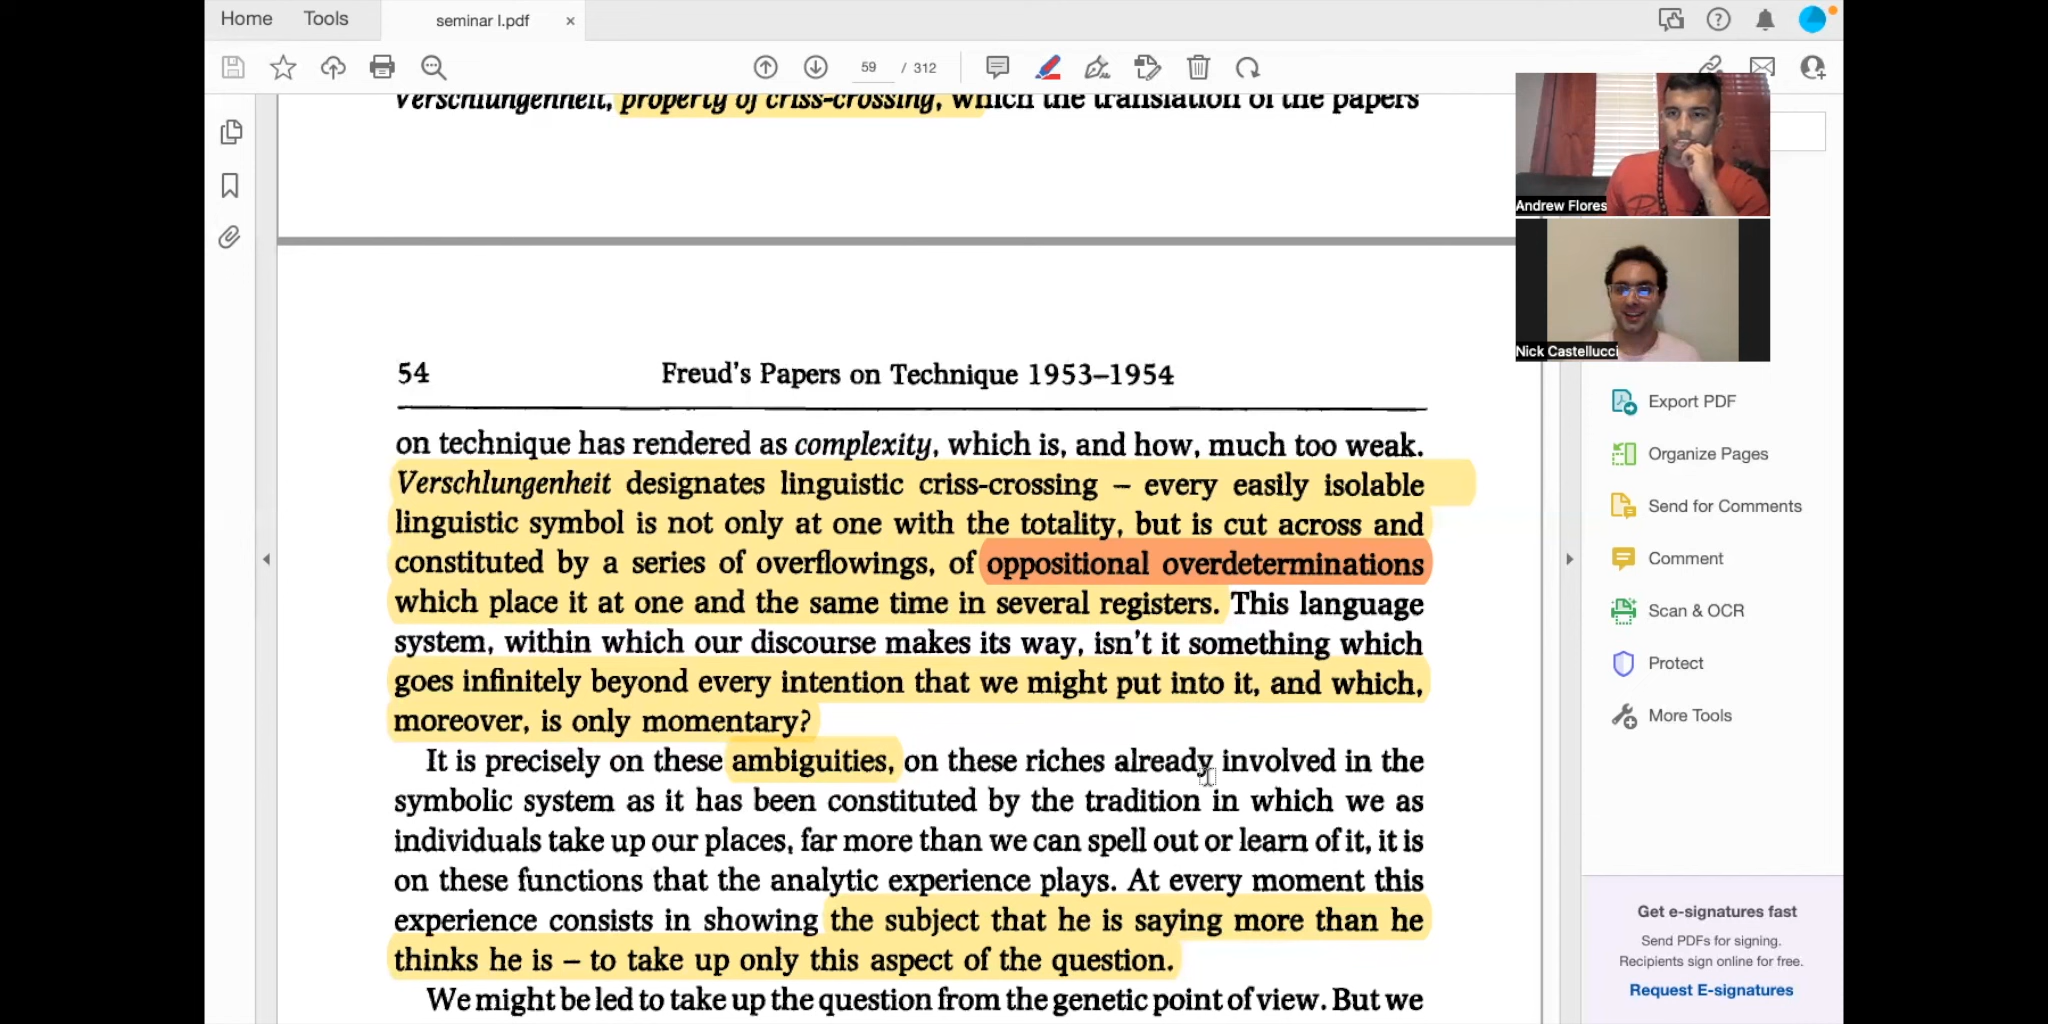 Home Tools seminar I.pdf ×
59 / 312
Verschlungenheit, property of criss-crossing, which the translation of the papers
Andrew Flores
Nick Castellucci
54 Freud's Papers on Technique 1953–1954
on technique has rendered as complexity, which is, and how, much too weak.
Verschlungenheit designates linguistic criss-crossing – every easily isolable
linguistic symbol is not only at one with the totality, but is cut across and
constituted by a series of overflowings, of oppositional overdeterminations
which place it at one and the same time in several registers. This language
system, within which our discourse makes its way, isn't it something which
goes infinitely beyond every intention that we might put into it, and which,
moreover, is only momentary?
It is precisely on these ambiguities, on these riches already involved in the
symbolic system as it has been constituted by the tradition in which we as
individuals take up our places, far more than we can spell out or learn of it, it is
on these functions that the analytic experience plays. At every moment this
experience consists in showing the subject that he is saying more than he
thinks he is – to take up only this aspect of the question.
We might be led to take up the question from the genetic point of view. But we
Export PDF
Organize Pages
Send for Comments
Comment
Scan & OCR
Protect
More Tools
Get e-signatures fast
Send PDFs for signing.
Recipients sign online for free.
Request E-signatures